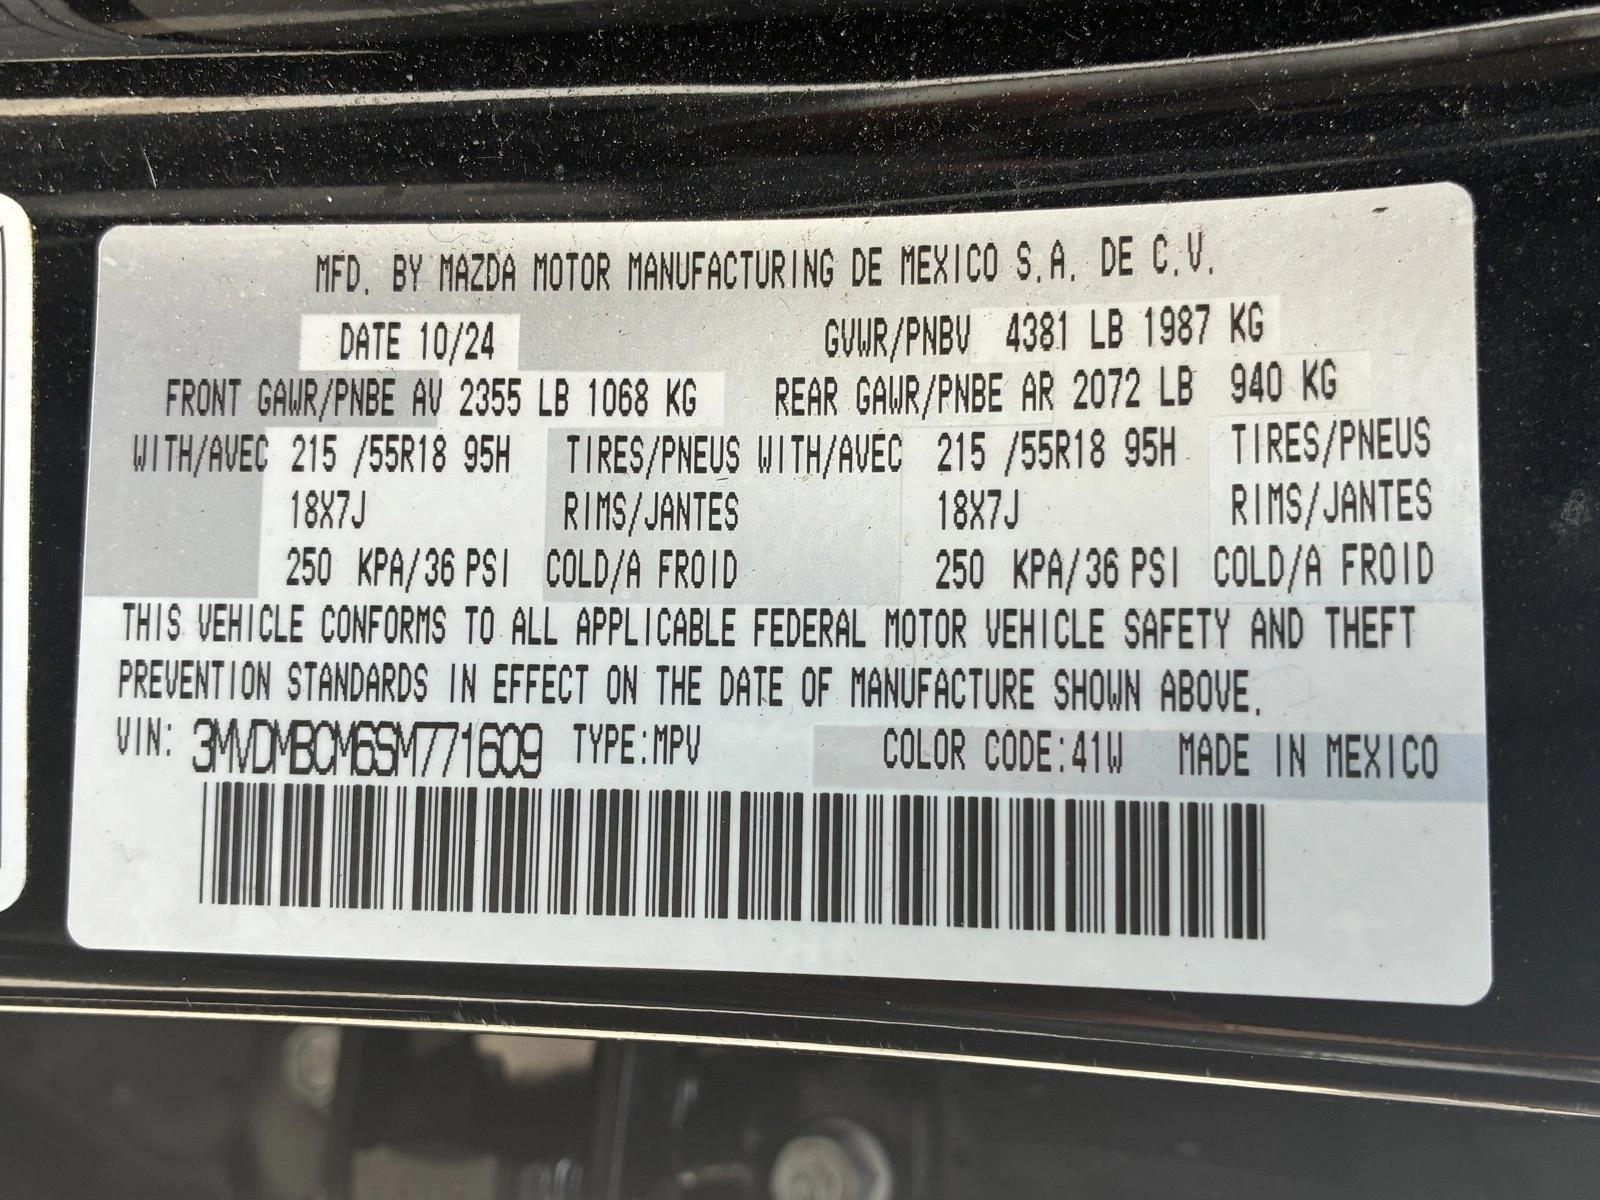 MFD. BY MAZDA MOTOR MANUFACTURING DE MEXICO S.A. DE C.V.
DATE 10/24 GVWR/PNBV 4381 LB 1987 KG
FRONT GAWR/PNBE AV 2355 LB 1068 KG REAR GAWR/PNBE AR 2072 LB 940 KG
WITH/AVEC 215 /55R18 95H TIRES/PNEUS WITH/AVEC 215 /55R18 95H TIRES/PNEUS
18X7J RIMS/JANTES 18X7J RIMS/JANTES
250 KPA/36 PSI COLD/A FROID 250 KPA/36 PSI COLD/A FROID
THIS VEHICLE CONFORMS TO ALL APPLICABLE FEDERAL MOTOR VEHICLE SAFETY AND THEFT
PREVENTION STANDARDS IN EFFECT ON THE DATE OF MANUFACTURE SHOWN ABOVE.
VIN: 3MVDMBCM6SM771609 TYPE:MPV COLOR CODE:41W MADE IN MEXICO